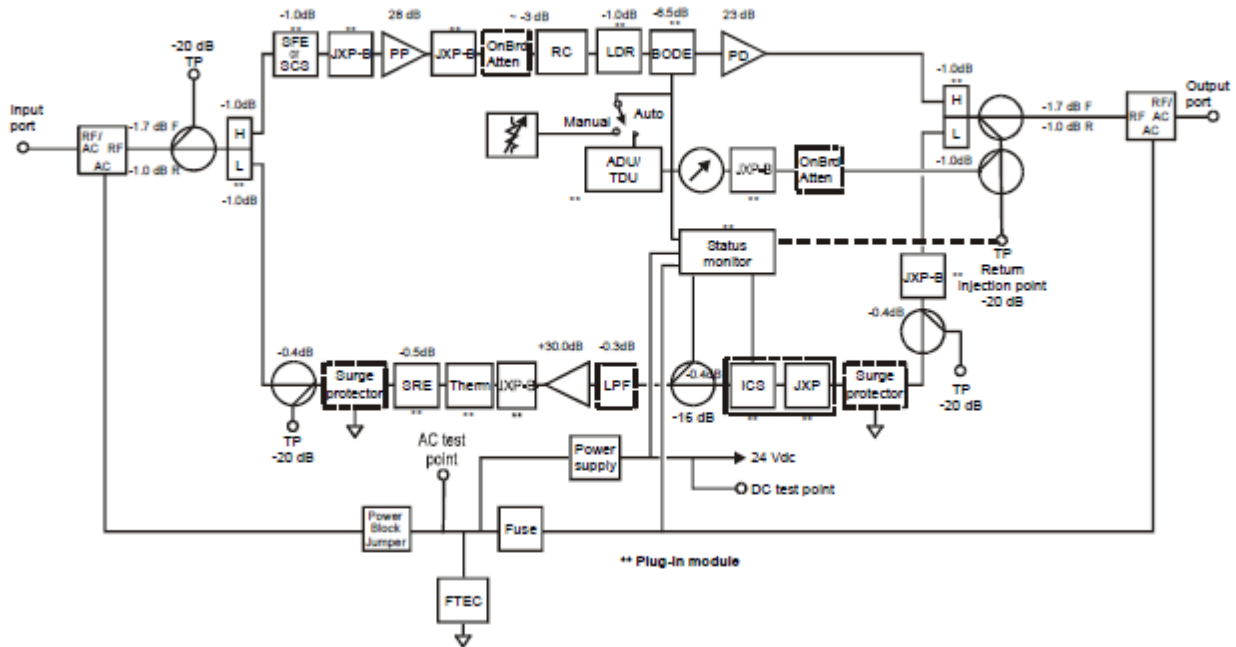 -1.0dB
28 dB
~ -3 dB
-1.0dB
-8.5dB
23 dB
**
**
**
**
**
-20 dB
TP
SFE
or
SCS
JXP-B
PP
JXP-B
OnBrd
Atten
RC
LDR
BODE
PD
-1.0dB
**
Input
port
-1.7 dB F
-1.0dB
H
L
**
-1.0dB
RF/
AC
RF
AC
-1.0 dB R
H
L
-1.0dB
-1.7 dB F
-1.0 dB R
RF/
RF
AC
AC
Output
port
Manual
Auto
ADU/
TDU
**
JXP-B
**
OnBrd
Atten
**
Status
monitor
TP
Return
injection point
-20 dB
JXP-B
**
-0.4dB
TP
-20 dB
-0.4dB
Surge
protector
-0.5dB
SRE
**
Therm
**
JXP-B
**
+30.0dB
-0.3dB
LPF
-0.4dB
ICS
**
JXP
**
Surge
protector
TP
-20 dB
AC test
point
Power
supply
24 Vdc
DC test point
Power
Block
Jumper
Fuse
** Plug-in module
FTEC